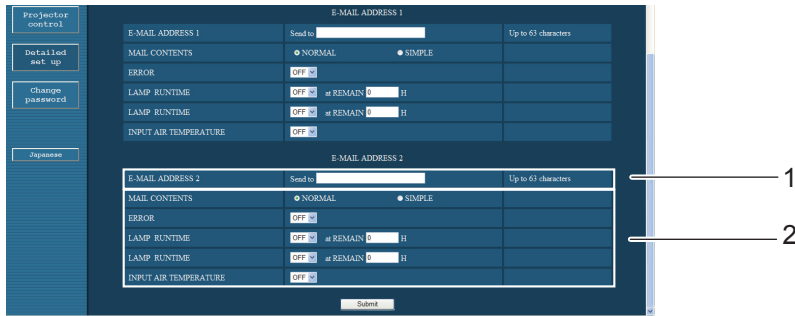 Projector
control
Detailed
set up
Change
password
Japanese
E-MAIL ADDRESS 1
E-MAIL ADDRESS 1 Send to Up to 63 characters
MAIL CONTENTS NORMAL SIMPLE
ERROR OFF
LAMP RUNTIME OFF at REMAIN 0 H
LAMP RUNTIME OFF at REMAIN 0 H
INPUT AIR TEMPERATURE OFF
E-MAIL ADDRESS 2
E-MAIL ADDRESS 2 Send to Up to 63 characters 1
MAIL CONTENTS NORMAL SIMPLE
ERROR OFF
LAMP RUNTIME OFF at REMAIN 0 H 2
LAMP RUNTIME OFF at REMAIN 0 H
INPUT AIR TEMPERATURE OFF
Submit